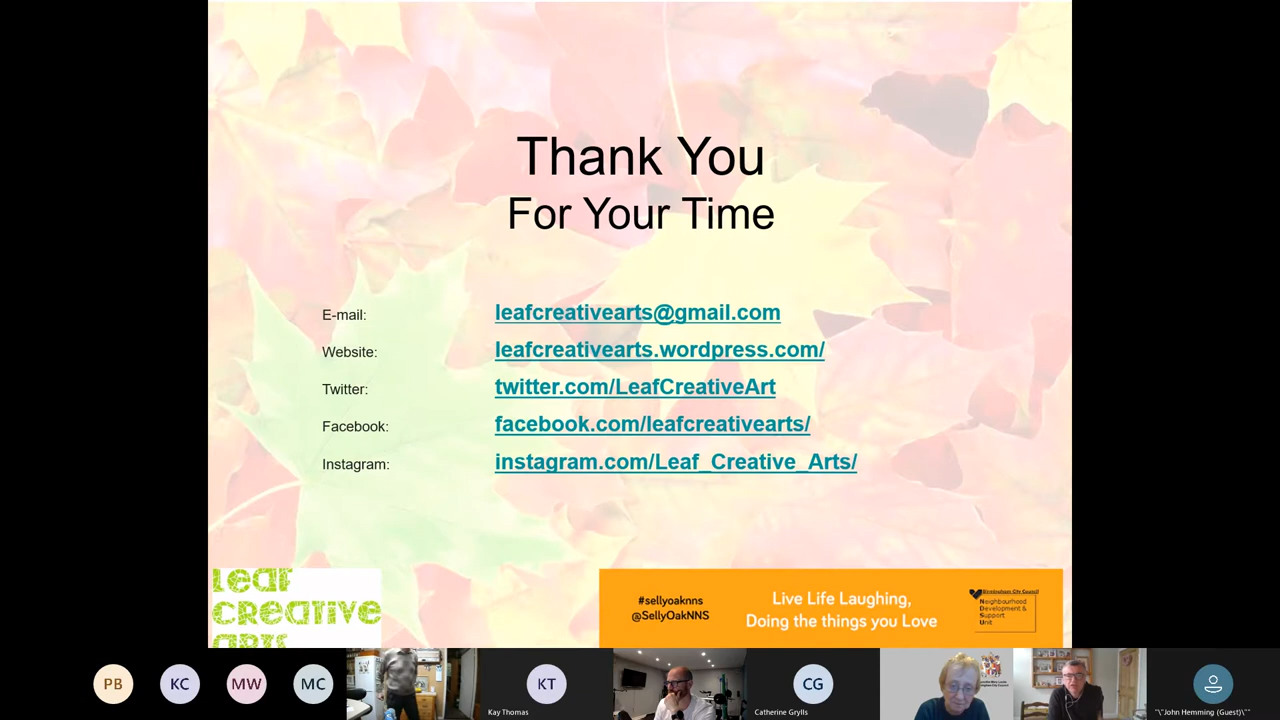 Thank You
For Your Time
E-mail: leafcreativearts@gmail.com
Website: leafcreativearts.wordpress.com/
Twitter: twitter.com/LeafCreativeArt
Facebook: facebook.com/leafcreativearts/
Instagram: instagram.com/Leaf_Creative_Arts/
Leaf
Creative
Arts
#sellyoaknns
@SellyOakNNS
Live Life Laughing,
Doing the things you Love
Birmingham City Council
Neighbourhood
Development &
Support
Unit
PB
KC
MW
MC
KT
Kay Thomas
CG
Catherine Grylls
"\"John Hemming (Guest)\""